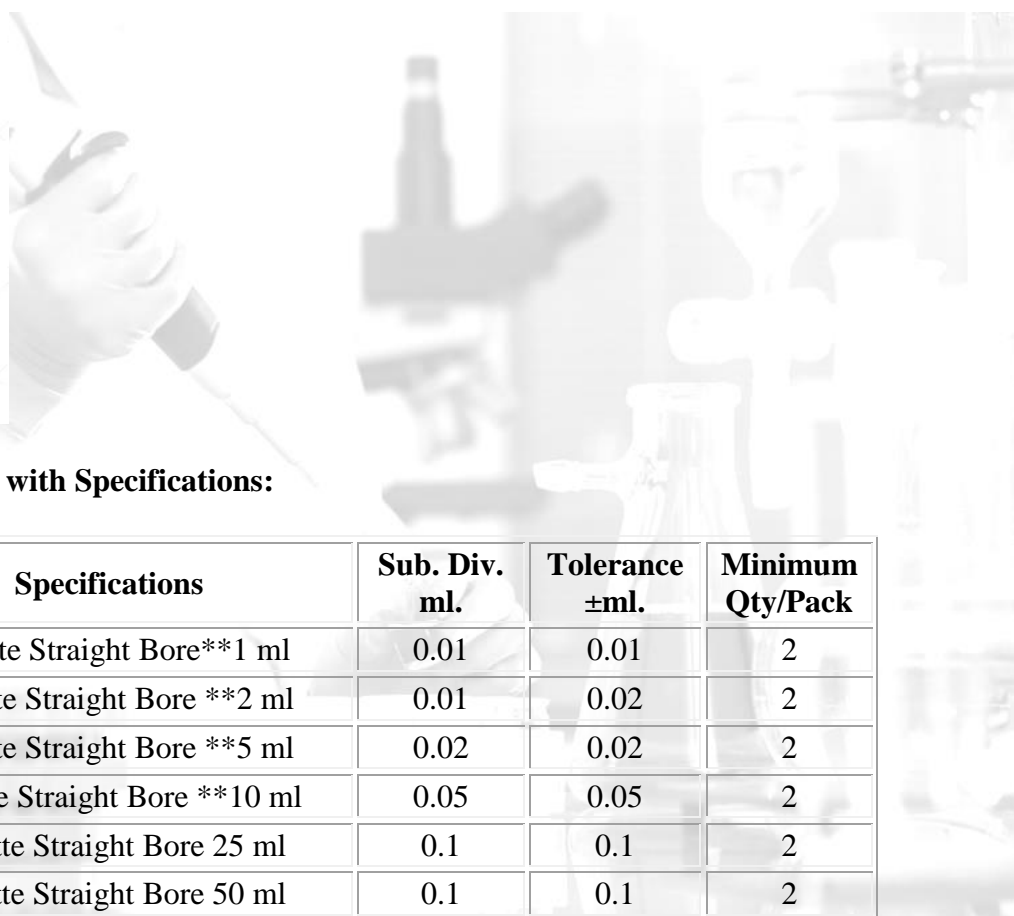 with Specifications:
Specifications Sub. Div. ml. Tolerance ±ml. Minimum Qty/Pack
te Straight Bore**1 ml 0.01 0.01 2
te Straight Bore **2 ml 0.01 0.02 2
te Straight Bore **5 ml 0.02 0.02 2
e Straight Bore **10 ml 0.05 0.05 2
te Straight Bore 25 ml 0.1 0.1 2
te Straight Bore 50 ml 0.1 0.1 2